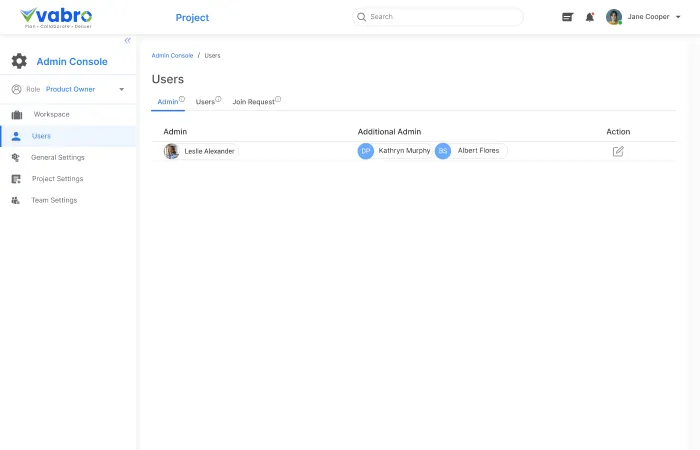 vabro
Plan • Collaborate • Deliver
Project
Search
Jane Cooper
Admin Console
Role Product Owner
Workspace
Users
General Settings
Project Settings
Team Settings
Admin Console / Users
Users
Admin Users Join Request
Admin Additional Admin Action
Leslie Alexander DP Kathryn Murphy BS Albert Flores